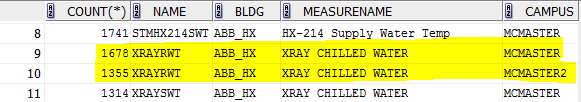 COUNT(*) NAME BLDG MEASURENAME CAMPUS
8 1741 STMHX214SWT ABB_HX HX-214 Supply Water Temp MCMASTER
9 1678 XRAYRWT ABB_HX XRAY CHILLED WATER MCMASTER
10 1355 XRAYRWT ABB_HX XRAY CHILLED WATER MCMASTER2
11 1314 XRAYSWT ABB_HX XRAY CHILLED WATER MCMASTER